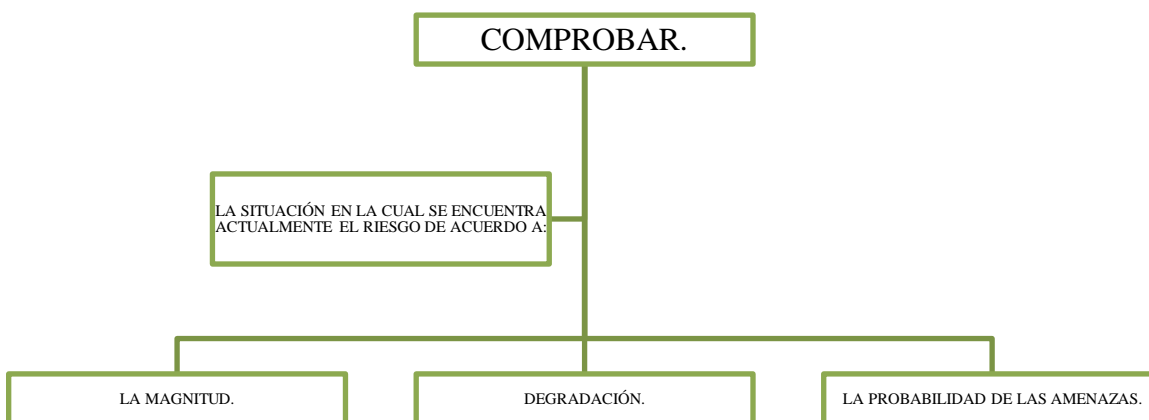 COMPROBAR.
LA SITUACIÓN EN LA CUAL SE ENCUENTRA
ACTUALMENTE EL RIESGO DE ACUERDO A:
LA MAGNITUD.
DEGRADACIÓN.
LA PROBABILIDAD DE LAS AMENAZAS.